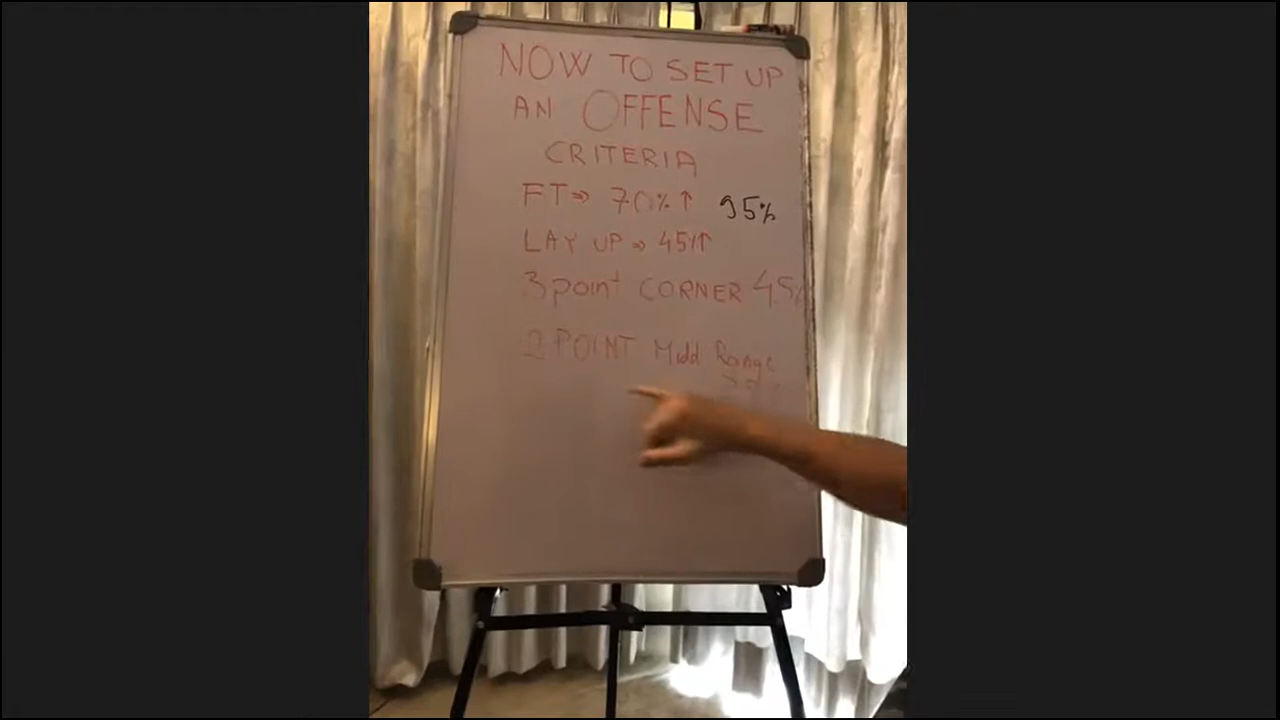 NOW TO SET UP
AN OFFENSE
CRITERIA
FT⇒ 70%↑ 95%
LAY UP ⇒ 45%↑
3 point CORNER 45%
2 POINT Midd Range